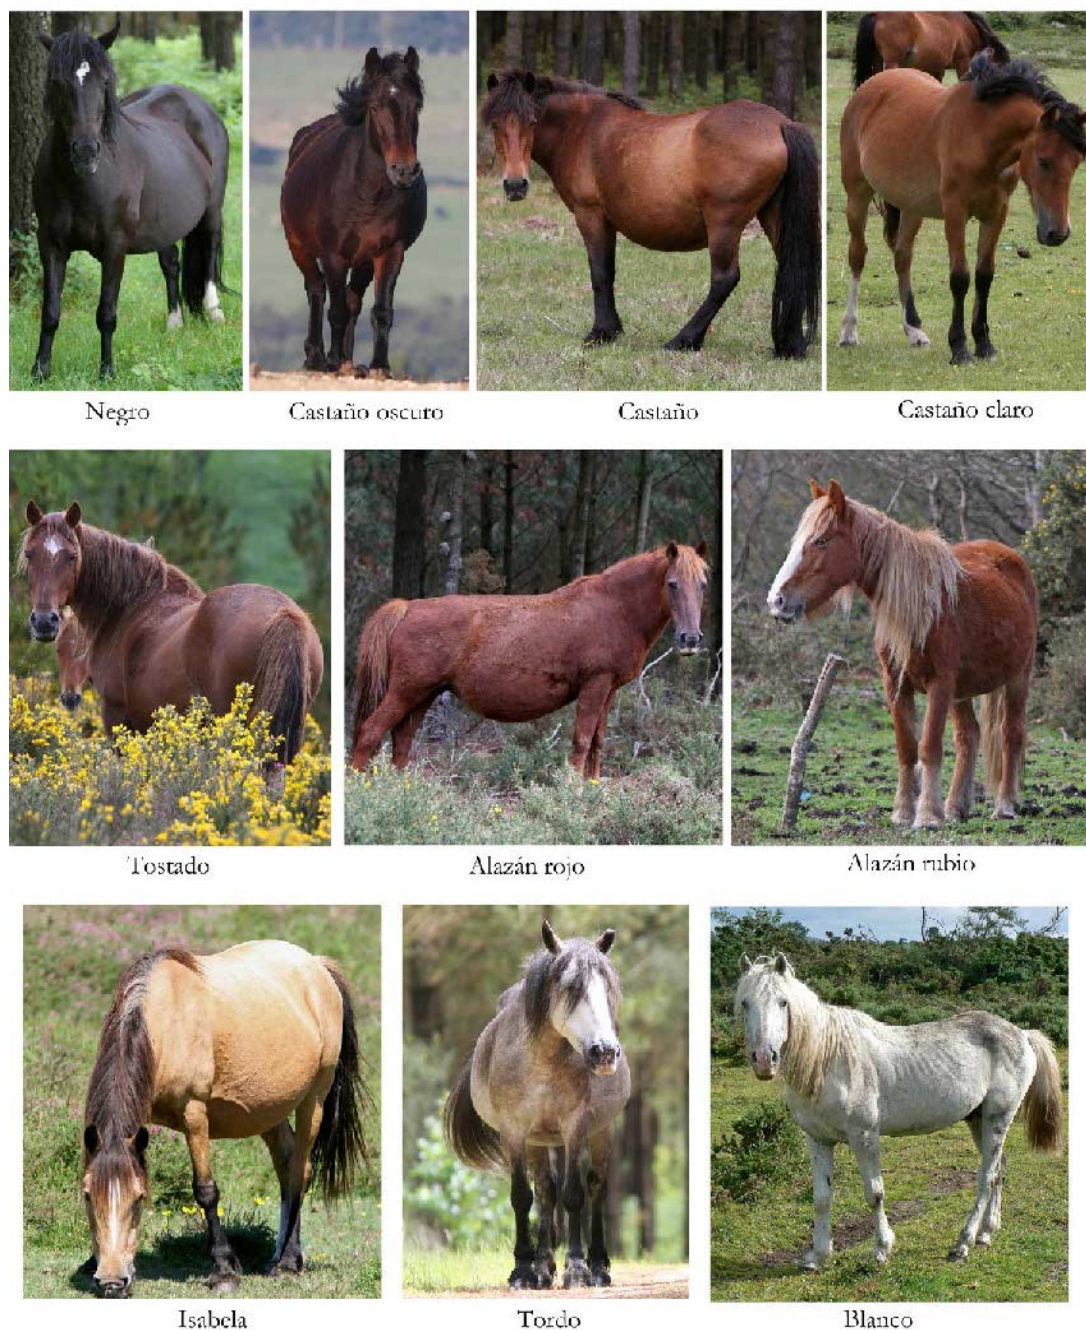 Negro
Castaño oscuro
Castaño
Castaño claro
Tostado
Alazán rojo
Alazán rubio
Isabela
Tordo
Blanco